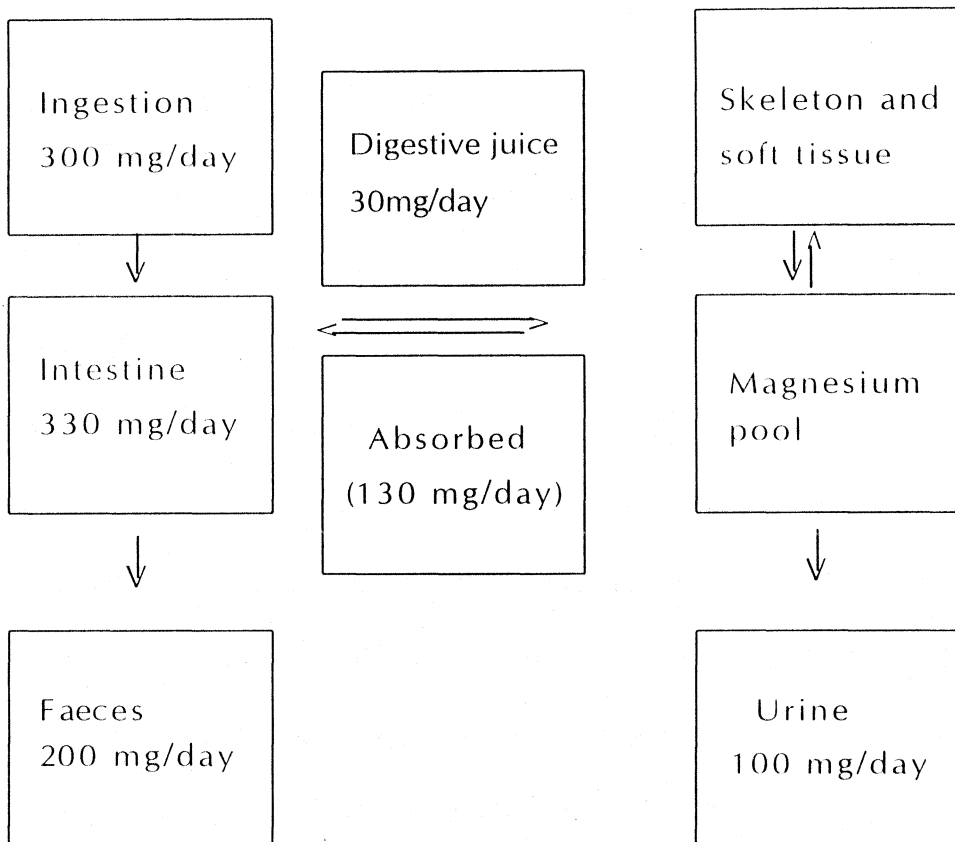 Ingestion
300 mg/day
Digestive juice
30mg/day
Skeleton and
soft tissue
Intestine
330 mg/day
Absorbed
(130 mg/day)
Magnesium
pool
Faeces
200 mg/day
Urine
100 mg/day